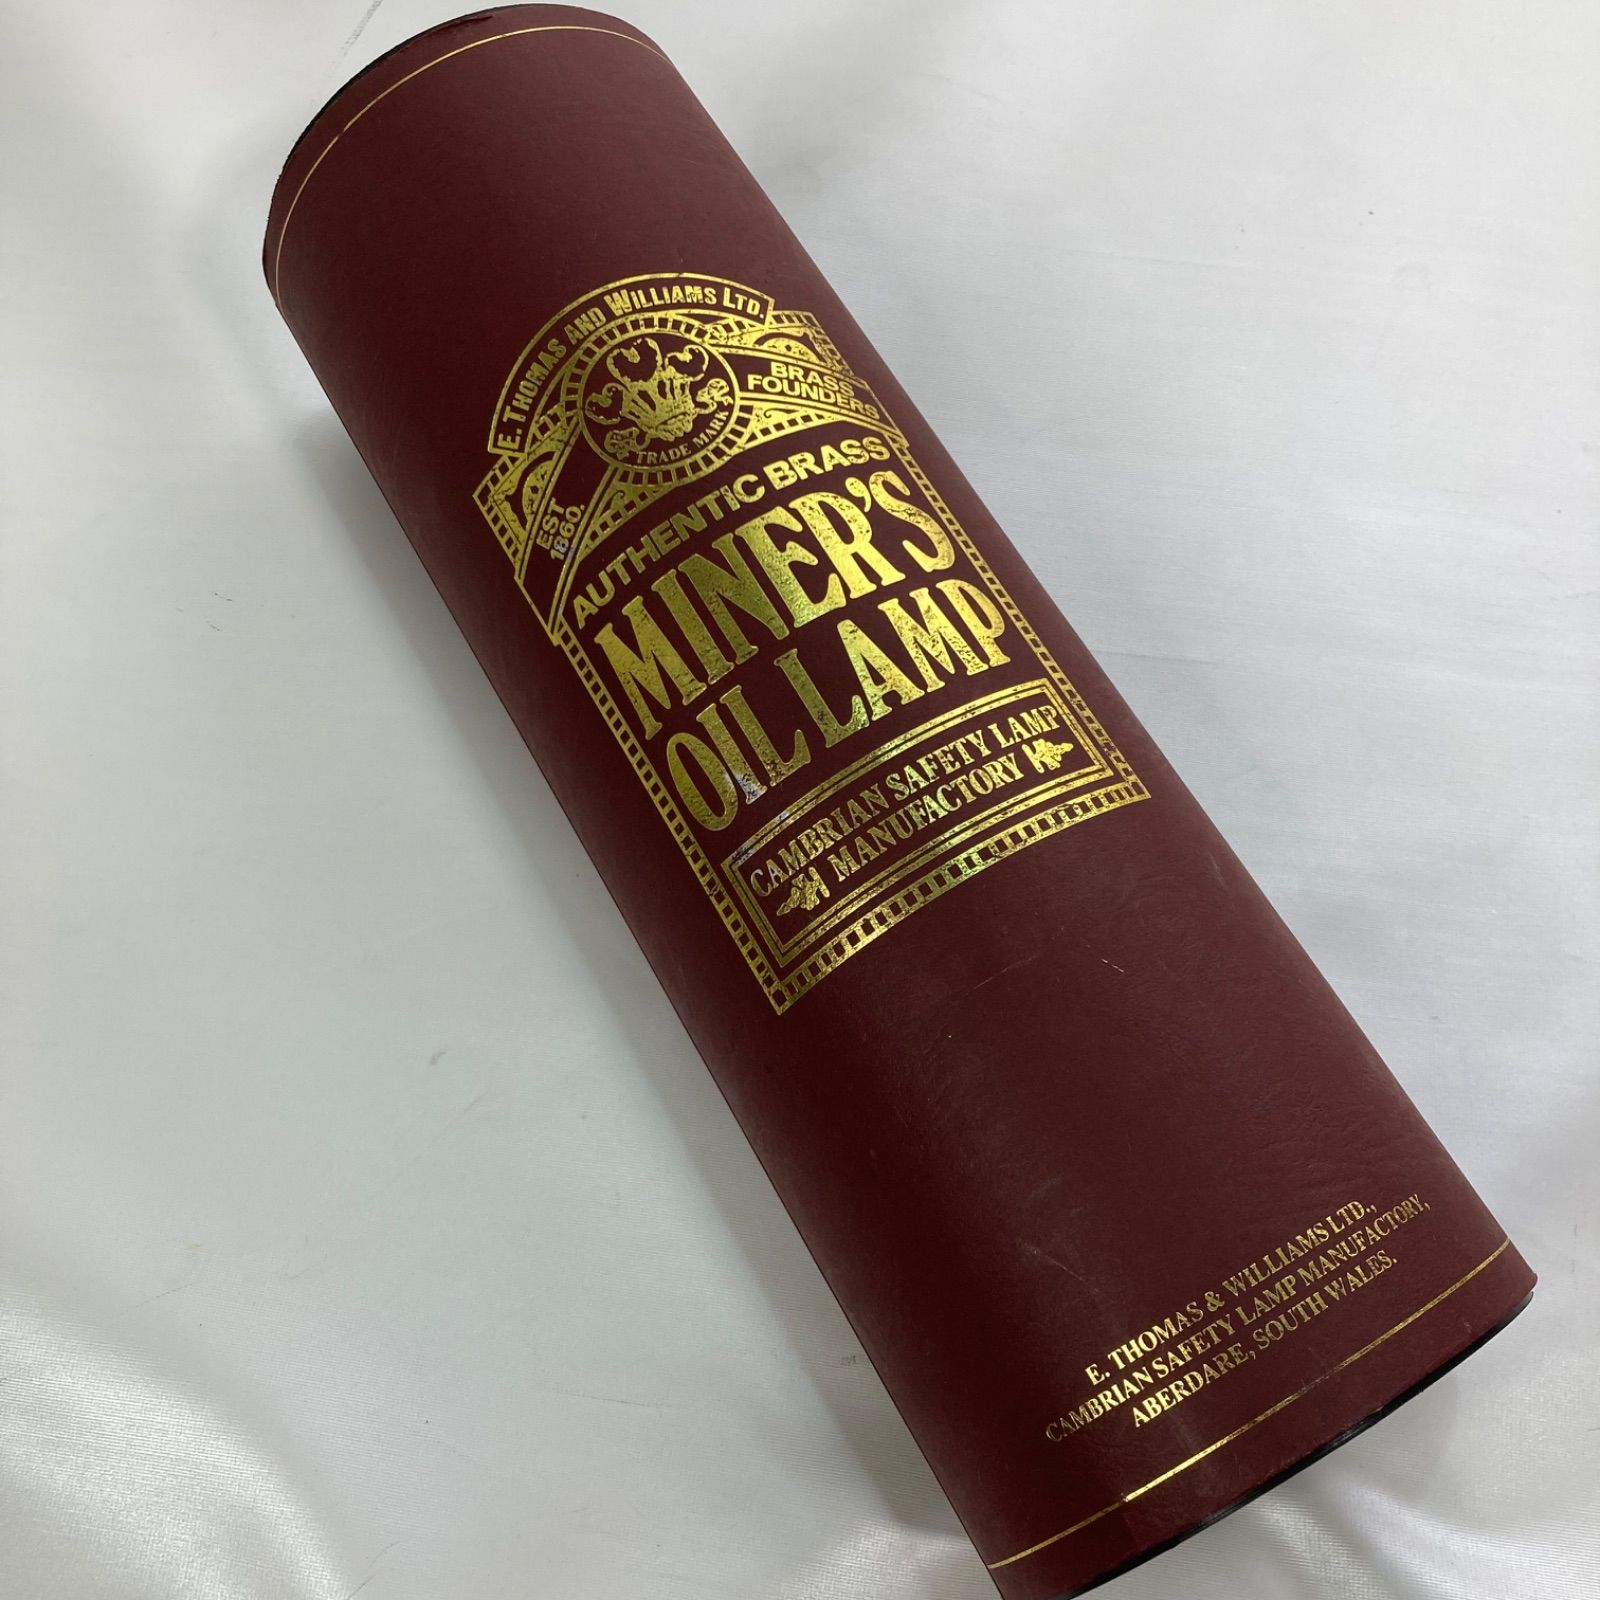 E. THOMAS AND WILLIAMS LTD.
BRASS
FOUNDERS
TRADE MARK
EST
1860.
AUTHENTIC BRASS
MINER'S
OIL LAMP
CAMBRIAN SAFETY LAMP
MANUFACTORY
E. THOMAS & WILLIAMS LTD.,
CAMBRIAN SAFETY LAMP MANUFACTORY,
ABERDARE, SOUTH WALES.